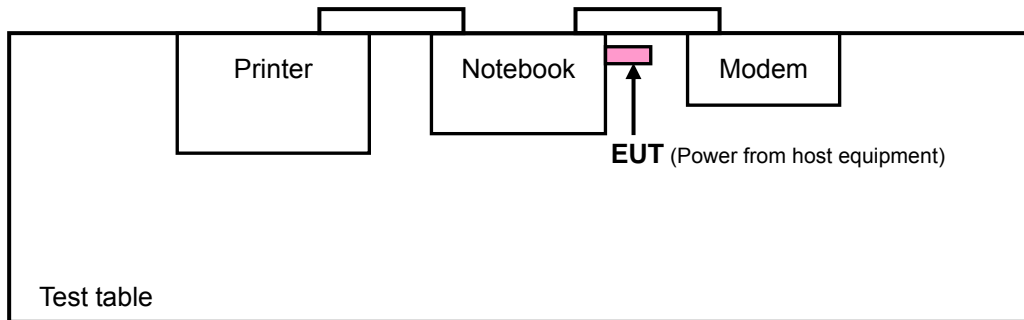 Printer
Notebook
Modem
EUT (Power from host equipment)
Test table